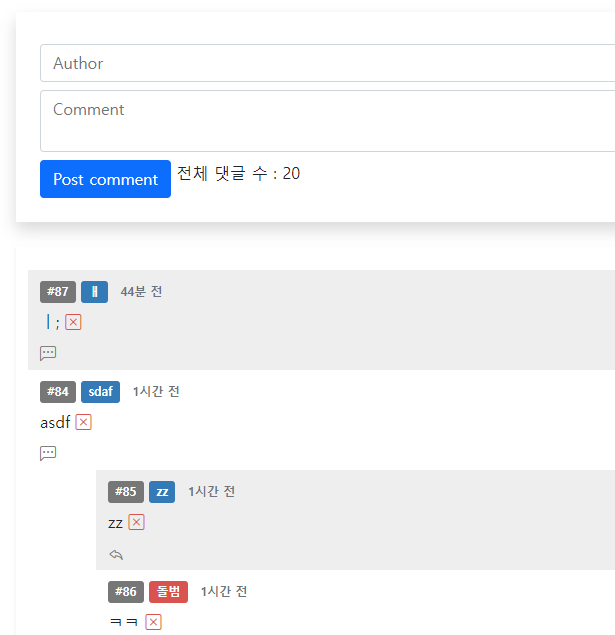 Author
Comment
Post comment 전체 댓글 수 : 20
#87 ㅐ 44분 전
ㅣ;
#84 sdaf 1시간 전
asdf
#85 zz 1시간 전
zz
#86 돌범 1시간 전
ㅋㅋ